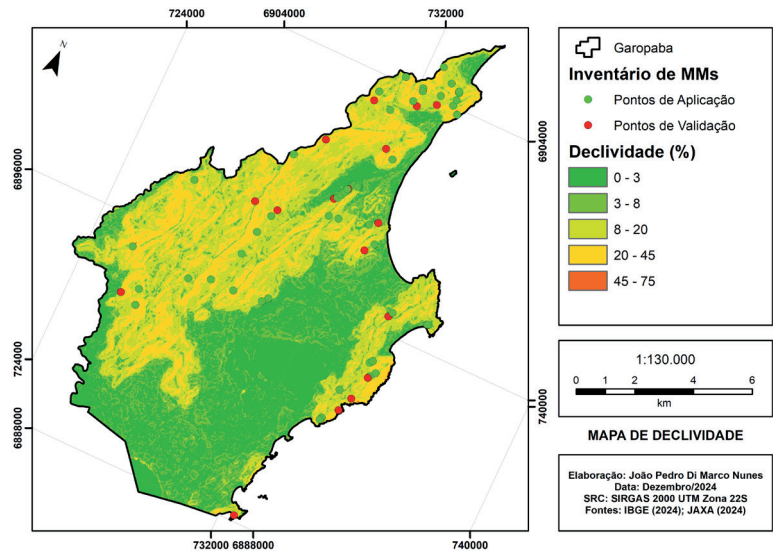 724000
6904000
732000
N
6896000
724000
6888000
6904000
740000
732000
6888000
740000
Garopaba
Inventário de MMs
Pontos de Aplicação
Pontos de Validação
Declividade (%)
0 - 3
3 - 8
8 - 20
20 - 45
45 - 75
1:130.000
0 2 4 6
km
MAPA DE DECLIVIDADE
Elaboração: João Pedro Di Marco Nunes
Data: Dezembro/2024
SRC: SIRGAS 2000 UTM Zona 22S
Fontes: IBGE (2024); JAXA (2024)